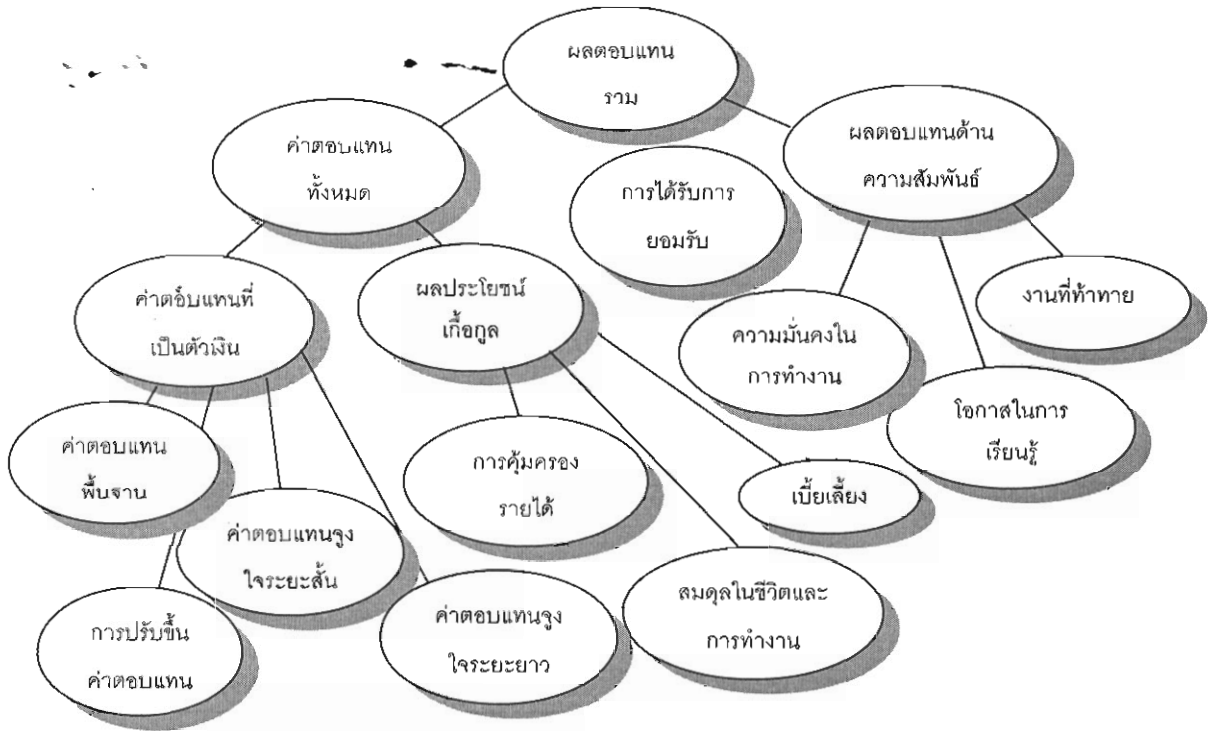 ผลตอบแทน
รวม
ค่าตอบแทน
ทั้งหมด
ผลตอบแทนด้าน
ความสัมพันธ์
การได้รับการ
ยอมรับ
ค่าตอบแทนที่
เป็นตัวเงิน
ผลประโยชน์
เกื้อกูล
งานที่ท้าทาย
ความมั่นคงใน
การทำงาน
โอกาสในการ
เรียนรู้
ค่าตอบแทน
พื้นฐาน
การคุ้มครอง
รายได้
เบี้ยเลี้ยง
ค่าตอบแทนจูง
ใจระยะสั้น
สมดุลในชีวิตและ
การทำงาน
การปรับขึ้น
ค่าตอบแทน
ค่าตอบแทนจูง
ใจระยะยาว